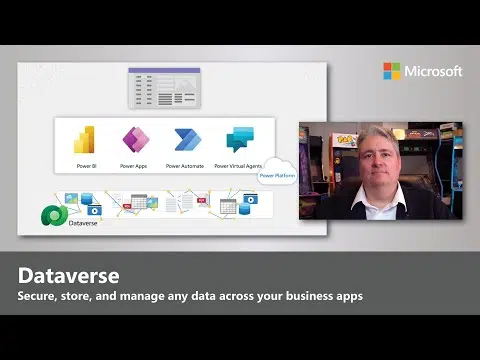 Microsoft
Power BI
Power Apps
Power Automate
Power Virtual Agents
Power Platform
Dataverse
Dataverse
Secure, store, and manage any data across your business apps